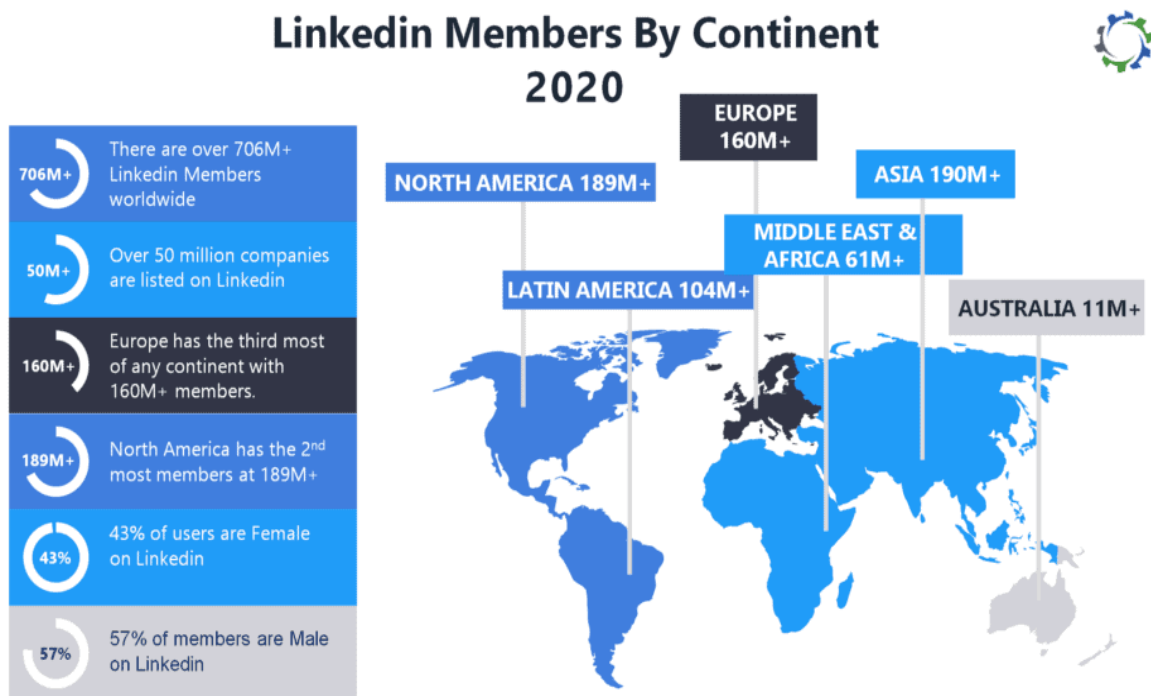 Linkedin Members By Continent
2020
706M+
There are over 706M+
Linkedin Members
worldwide
50M+
Over 50 million companies
are listed on Linkedin
160M+
Europe has the third most
of any continent with
160M+ members.
189M+
North America has the 2nd
most members at 189M+
43%
43% of users are Female
on Linkedin
57%
57% of members are Male
on Linkedin
EUROPE
160M+
NORTH AMERICA 189M+
ASIA 190M+
MIDDLE EAST &
AFRICA 61M+
LATIN AMERICA 104M+
AUSTRALIA 11M+